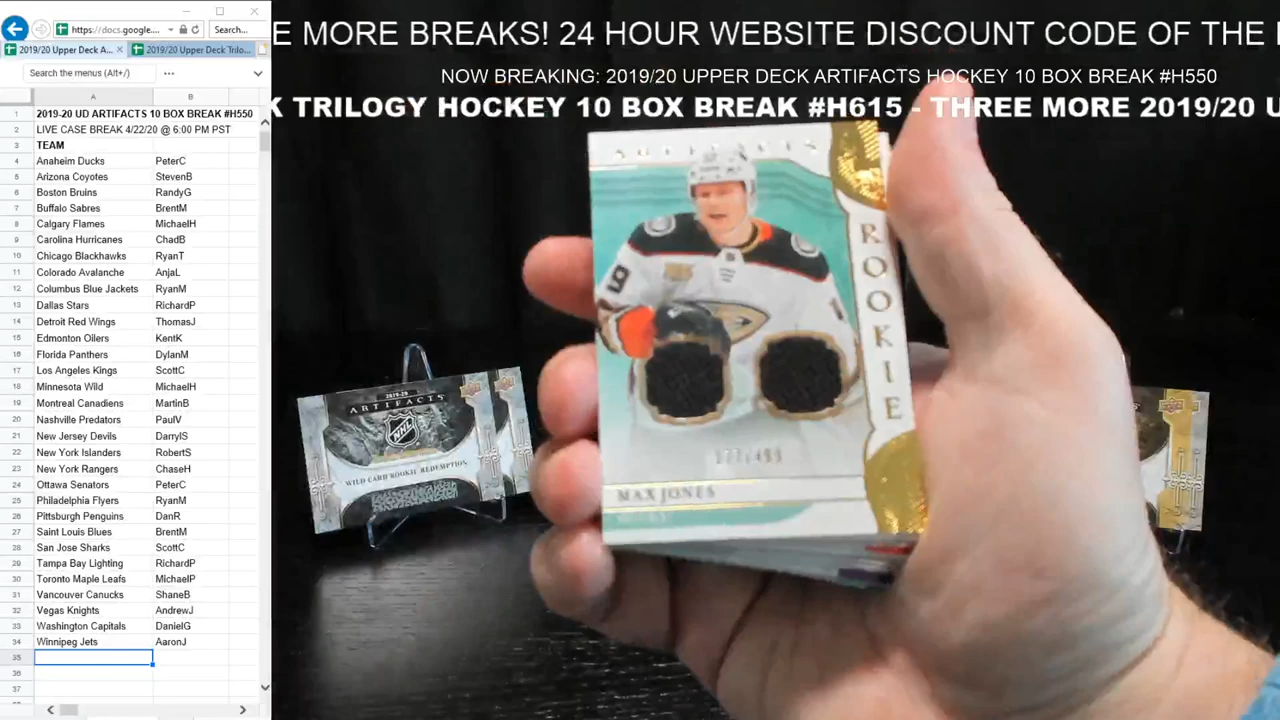 https://docs.google....
Search...
2019/20 Upper Deck A...
2019/20 Upper Deck Trilo...
Search the menus (Alt+/)
A B
1 2019-20 UD ARTIFACTS 10 BOX BREAK #H550
2 LIVE CASE BREAK 4/22/20 @ 6:00 PM PST
3 TEAM
4 Anaheim Ducks PeterC
5 Arizona Coyotes StevenB
6 Boston Bruins RandyG
7 Buffalo Sabres BrentM
8 Calgary Flames MichaelH
9 Carolina Hurricanes ChadB
10 Chicago Blackhawks RyanT
11 Colorado Avalanche AnjaL
12 Columbus Blue Jackets RyanM
13 Dallas Stars RichardP
14 Detroit Red Wings ThomasJ
15 Edmonton Oilers KentK
16 Florida Panthers DylanM
17 Los Angeles Kings ScottC
18 Minnesota Wild MichaelH
19 Montreal Canadiens MartinB
20 Nashville Predators PaulV
21 New Jersey Devils DarrylS
22 New York Islanders RobertS
23 New York Rangers ChaseH
24 Ottawa Senators PeterC
25 Philadelphia Flyers RyanM
26 Pittsburgh Penguins DanR
27 Saint Louis Blues BrentM
28 San Jose Sharks ScottC
29 Tampa Bay Lighting RichardP
30 Toronto Maple Leafs MichaelP
31 Vancouver Canucks ShaneB
32 Vegas Knights AndrewJ
33 Washington Capitals DanielG
34 Winnipeg Jets AaronJ
35
36
37
E MORE BREAKS! 24 HOUR WEBSITE DISCOUNT CODE OF THE
NOW BREAKING: 2019/20 UPPER DECK ARTIFACTS HOCKEY 10 BOX BREAK #H550
K TRILOGY HOCKEY 10 BOX BREAK #H615 - THREE MORE 2019/20 U
ARTIFACTS
ROOKIE
MAX JONES
2019-20
ARTIFACTS
NHL
WILD CARD ROOKIE REDEMPTION